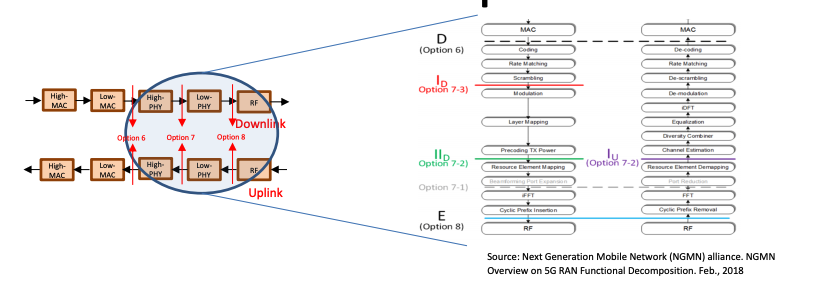 High-MAC
Low-MAC
High-PHY
Low-PHY
RF
Downlink
Option 6
Option 7
Option 8
High-MAC
Low-MAC
High-PHY
Low-PHY
RF
Uplink
D
(Option 6)
I_D
Option 7-3)
II_D
Option 7-2)
Option 7-1)
E
(Option 8)
MAC
Coding
Rate Matching
Scrambling
Modulation
Layer Mapping
Precoding TX Power
Resource Element Mapping
Beamforming Port Expansion
iFFT
Cyclic Prefix Insertion
RF
I_U
(Option 7-2)
MAC
De-coding
Rate Matching
De-scrambling
De-modulation
iDFT
Equalization
Diversity Combiner
Channel Estimation
Resource Element Demapping
Port Reduction
FFT
Cyclic Prefix Removal
RF
Source: Next Generation Mobile Network (NGMN) alliance. NGMN
Overview on 5G RAN Functional Decomposition. Feb., 2018